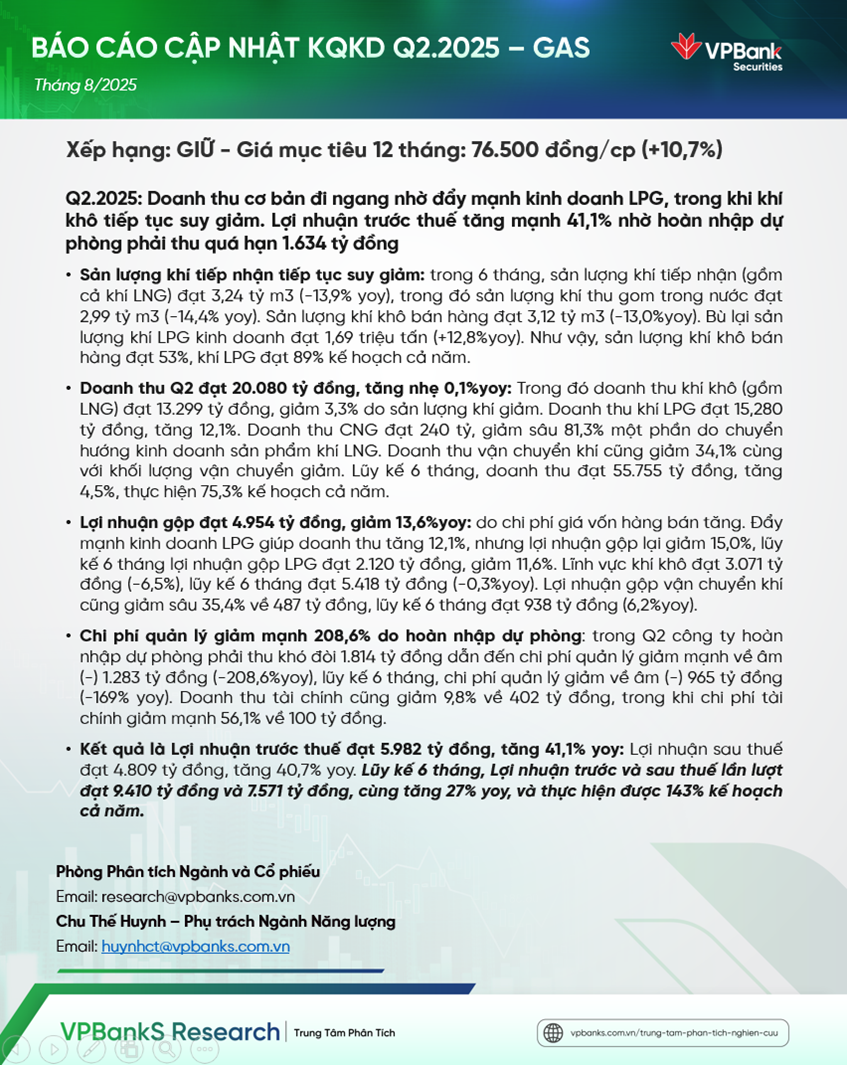 BÁO CÁO CẬP NHẬT KQKD Q2.2025 – GAS
VPBank
Securities
Tháng 8/2025
Xếp hạng: GIỮ - Giá mục tiêu 12 tháng: 76.500 đồng/cp (+10,7%)
Q2.2025: Doanh thu cơ bản đi ngang nhờ đẩy mạnh kinh doanh LPG, trong khi khí
khô tiếp tục suy giảm. Lợi nhuận trước thuế tăng mạnh 41,1% nhờ hoàn nhập dự
phòng phải thu quá hạn 1.634 tỷ đồng
• Sản lượng khí tiếp nhận tiếp tục suy giảm: trong 6 tháng, sản lượng khí tiếp nhận (gồm
cả khí LNG) đạt 3,24 tỷ m3 (-13,9% yoy), trong đó sản lượng khí thu gom trong nước đạt
2,99 tỷ m3 (-14,4% yoy). Sản lượng khí khô bán hàng đạt 3,12 tỷ m3 (-13,0%yoy). Bù lại sản
lượng khí LPG kinh doanh đạt 1,69 triệu tấn (+12,8%yoy). Như vậy, sản lượng khí khô bán
hàng đạt 53%, khí LPG đạt 89% kế hoạch cả năm.
• Doanh thu Q2 đạt 20.080 tỷ đồng, tăng nhẹ 0,1%yoy: Trong đó doanh thu khí khô (gồm
LNG) đạt 13.299 tỷ đồng, giảm 3,3% do sản lượng khí giảm. Doanh thu khí LPG đạt 15,280
tỷ đồng, tăng 12,1%. Doanh thu CNG đạt 240 tỷ, giảm sâu 81,3% một phần do chuyển
hướng kinh doanh sản phẩm khí LNG. Doanh thu vận chuyển khí cũng giảm 34,1% cùng
với khối lượng vận chuyển giảm. Lũy kế 6 tháng, doanh thu đạt 55.755 tỷ đồng, tăng
4,5%, thực hiện 75,3% kế hoạch cả năm.
• Lợi nhuận gộp đạt 4.954 tỷ đồng, giảm 13,6%yoy: do chi phí giá vốn hàng bán tăng. Đẩy
mạnh kinh doanh LPG giúp doanh thu tăng 12,1%, nhưng lợi nhuận gộp lại giảm 15,0%, lũy
kế 6 tháng lợi nhuận gộp LPG đạt 2.120 tỷ đồng, giảm 11,6%. Lĩnh vực khí khô đạt 3.071 tỷ
đồng (-6,5%), lũy kế 6 tháng đạt 5.418 tỷ đồng (-0,3%yoy). Lợi nhuận gộp vận chuyển khí
cũng giảm sâu 35,4% về 487 tỷ đồng, lũy kế 6 tháng đạt 938 tỷ đồng (6,2%yoy).
• Chi phí quản lý giảm mạnh 208,6% do hoàn nhập dự phòng: trong Q2 công ty hoàn
nhập dự phòng phải thu khó đòi 1.814 tỷ đồng dẫn đến chi phí quản lý giảm mạnh về âm
(-) 1.283 tỷ đồng (-208,6%yoy), lũy kế 6 tháng, chi phí quản lý giảm về âm (-) 965 tỷ đồng
(-169% yoy). Doanh thu tài chính cũng giảm 9,8% về 402 tỷ đồng, trong khi chi phí tài
chính giảm mạnh 56,1% về 100 tỷ đồng.
• Kết quả là Lợi nhuận trước thuế đạt 5.982 tỷ đồng, tăng 41,1% yoy: Lợi nhuận sau thuế
đạt 4.809 tỷ đồng, tăng 40,7% yoy. Lũy kế 6 tháng, Lợi nhuận trước và sau thuế lần lượt
đạt 9.410 tỷ đồng và 7.571 tỷ đồng, cùng tăng 27% yoy, và thực hiện được 143% kế hoạch
cả năm.
Phòng Phân tích Ngành và Cổ phiếu
Email: research@vpbanks.com.vn
Chu Thế Huynh – Phụ trách Ngành Năng lượng
Email: huynhct@vpbanks.com.vn
VPBankS Research
Trung Tâm Phân Tích
vpbanks.com.vn/trung-tam-phan-tich-nghien-cuu